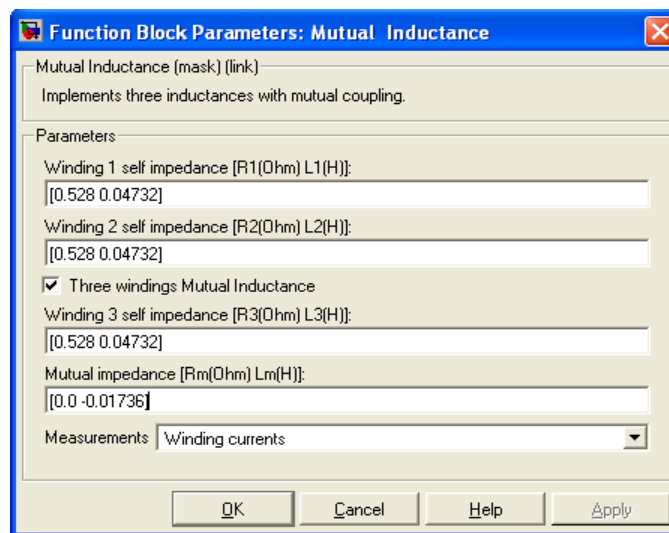 Function Block Parameters: Mutual Inductance
Mutual Inductance (mask) (link)
Implements three inductances with mutual coupling.
Parameters
Winding 1 self impedance [R1(Ohm) L1(H)]:
[0.528 0.04732]
Winding 2 self impedance [R2(Ohm) L2(H)]:
[0.528 0.04732]
Three windings Mutual Inductance
Winding 3 self impedance [R3(Ohm) L3(H)]:
[0.528 0.04732]
Mutual impedance [Rm(Ohm) Lm(H)]:
[0.0 -0.01736]
Measurements Winding currents
OK Cancel Help Apply